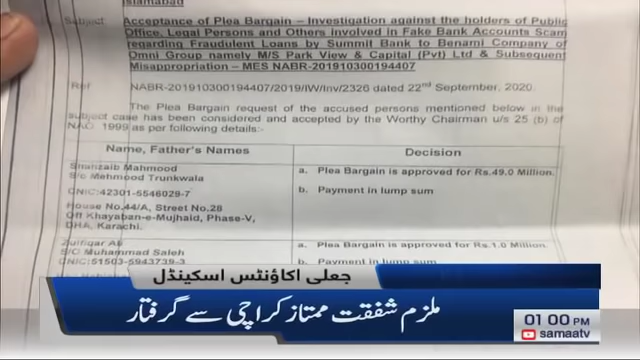 Islamabad
Subject Acceptance of Plea Bargain – Investigation against the holders of Public
Office, Legal Persons and Others Involved in Fake Bank Accounts Scam
regarding Fraudulent Loans by Summit Bank to Benami Company of
Omni Group namely M/S Park View & Capital (Pvt) Ltd & Subsequent
Misappropriation – MES NABR-201910300194407
Ref NABR-201910300194407/2019/IW/Inv/2326 dated 22nd September, 2020.
The Plea Bargain request of the accused persons mentioned below in the
subject case has been considered and accepted by the Worthy Chairman u/s 25 (b) of
NAO 1999 as per following details:-
Name, Father's Names
Decision
Shahzaib Mahmood
S/o Mehmood Trunkwala
CNIC:42301-5546029-7
House No.44/A, Street No.28
Off Khayaban-e-Mujhaid, Phase-V,
DHA, Karachi.
a. Plea Bargain is approved for Rs.49.0 Million.
b. Payment in lump sum
Zulfiqar Ali
S/O Muhammad Saleh
CNIC:51503-5943739-3
a. Plea Bargain is approved for Rs.1.0 Million.
b. Payment in lump sum
جعلی اکاؤنٹس اسکینڈل
ملزم شفقت ممتاز کراچی سے گرفتار
01:00 PM
samaatv